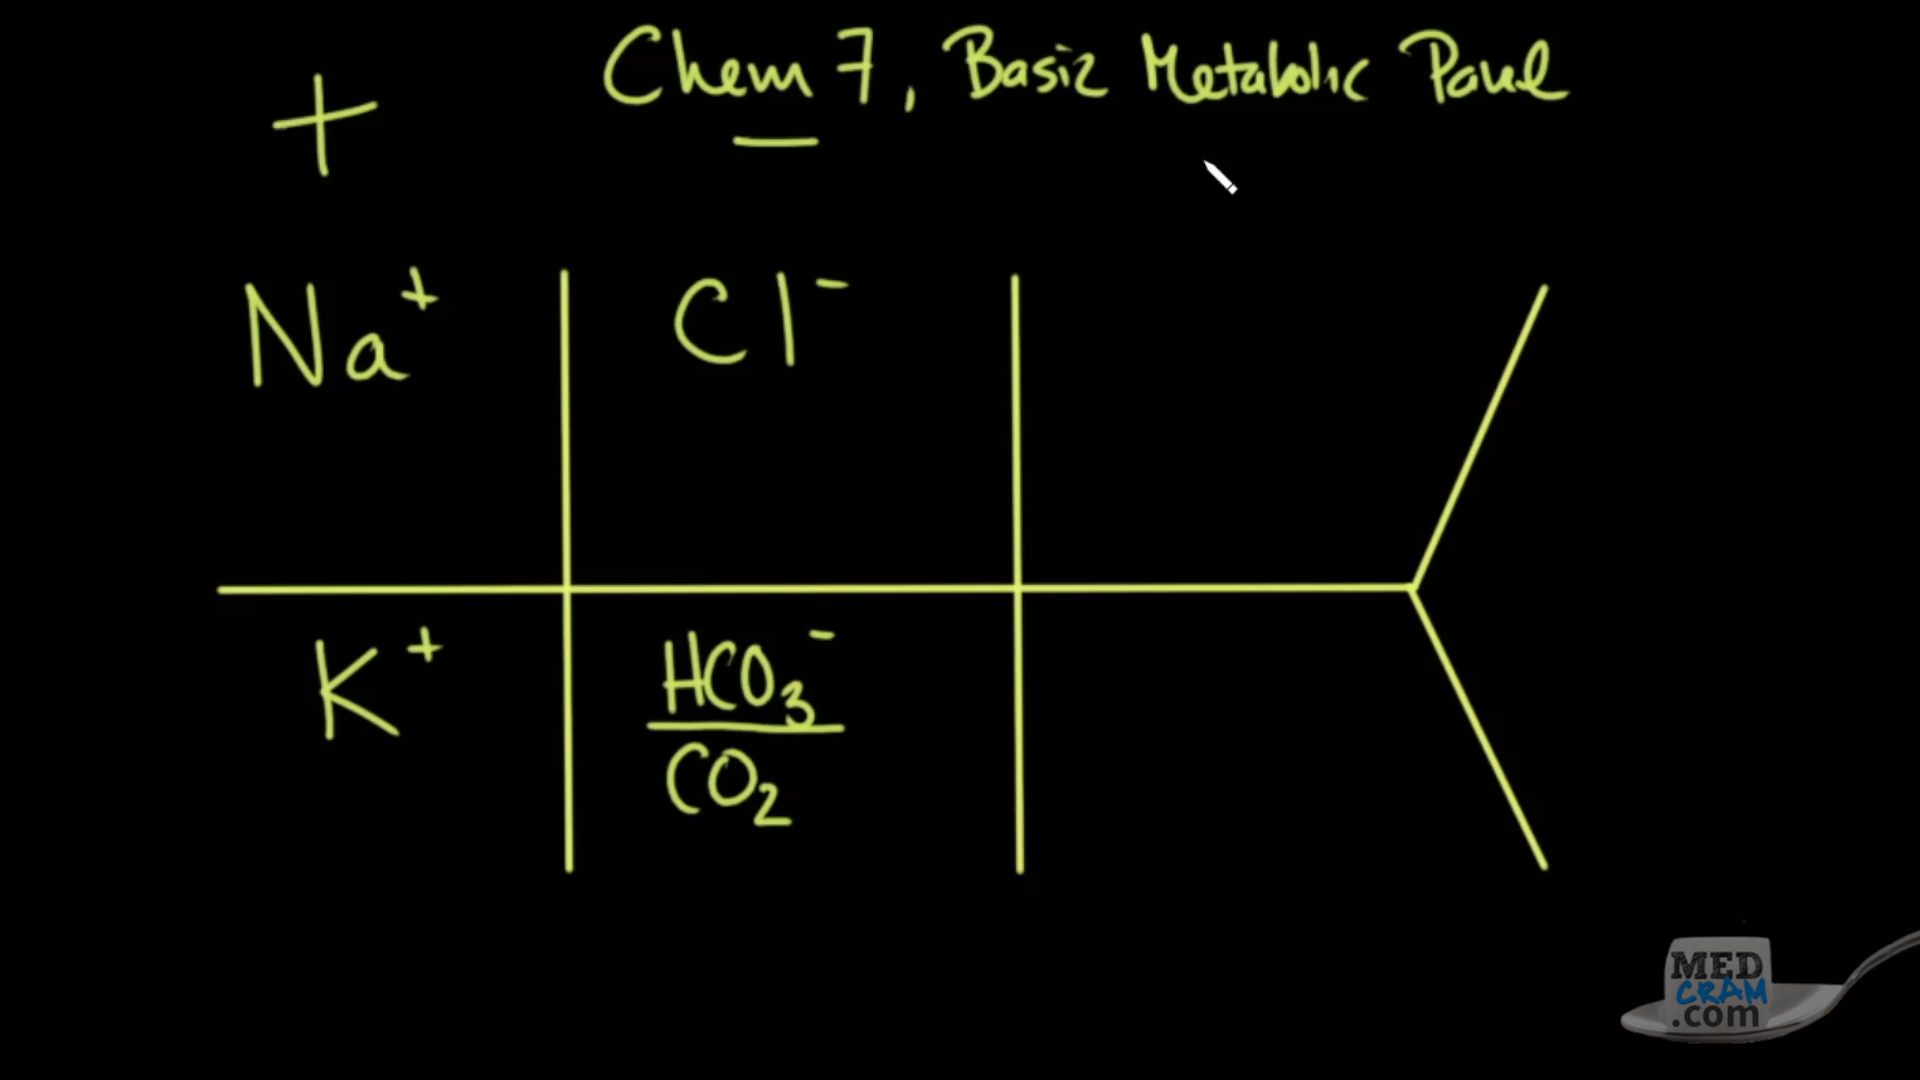 Chem 7, Basic Metabolic Panel
+
—
Na⁺
Cl⁻
K⁺
HCO₃⁻
CO₂
MED
CRAM
.com